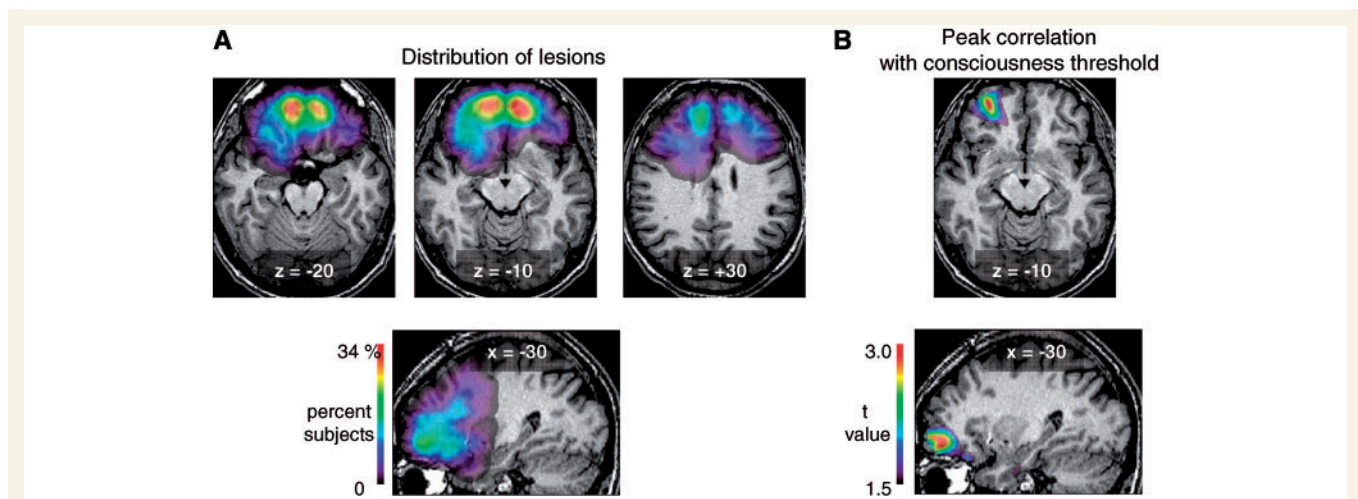 A
Distribution of lesions
z = -20
z = -10
z = +30
34 %
percent
subjects
0
x = -30
B
Peak correlation
with consciousness threshold
z = -10
3.0
t
value
1.5
x = -30